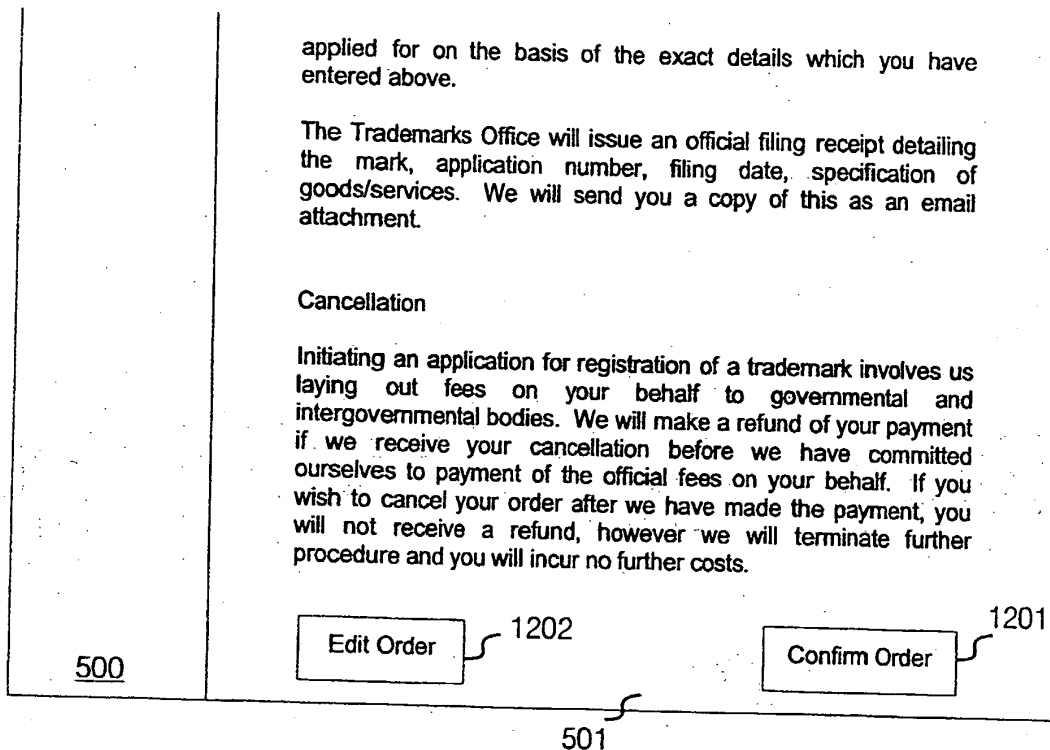 applied for on the basis of the exact details which you have
entered above.
The Trademarks Office will issue an official filing receipt detailing
the mark, application number, filing date, specification of
goods/services. We will send you a copy of this as an email
attachment.
Cancellation
Initiating an application for registration of a trademark involves us
laying out fees on your behalf to governmental and
intergovernmental bodies. We will make a refund of your payment
if we receive your cancellation before we have committed
ourselves to payment of the official fees on your behalf. If you
wish to cancel your order after we have made the payment, you
will not receive a refund, however we will terminate further
procedure and you will incur no further costs.
Edit Order 1202
Confirm Order 1201
500
501